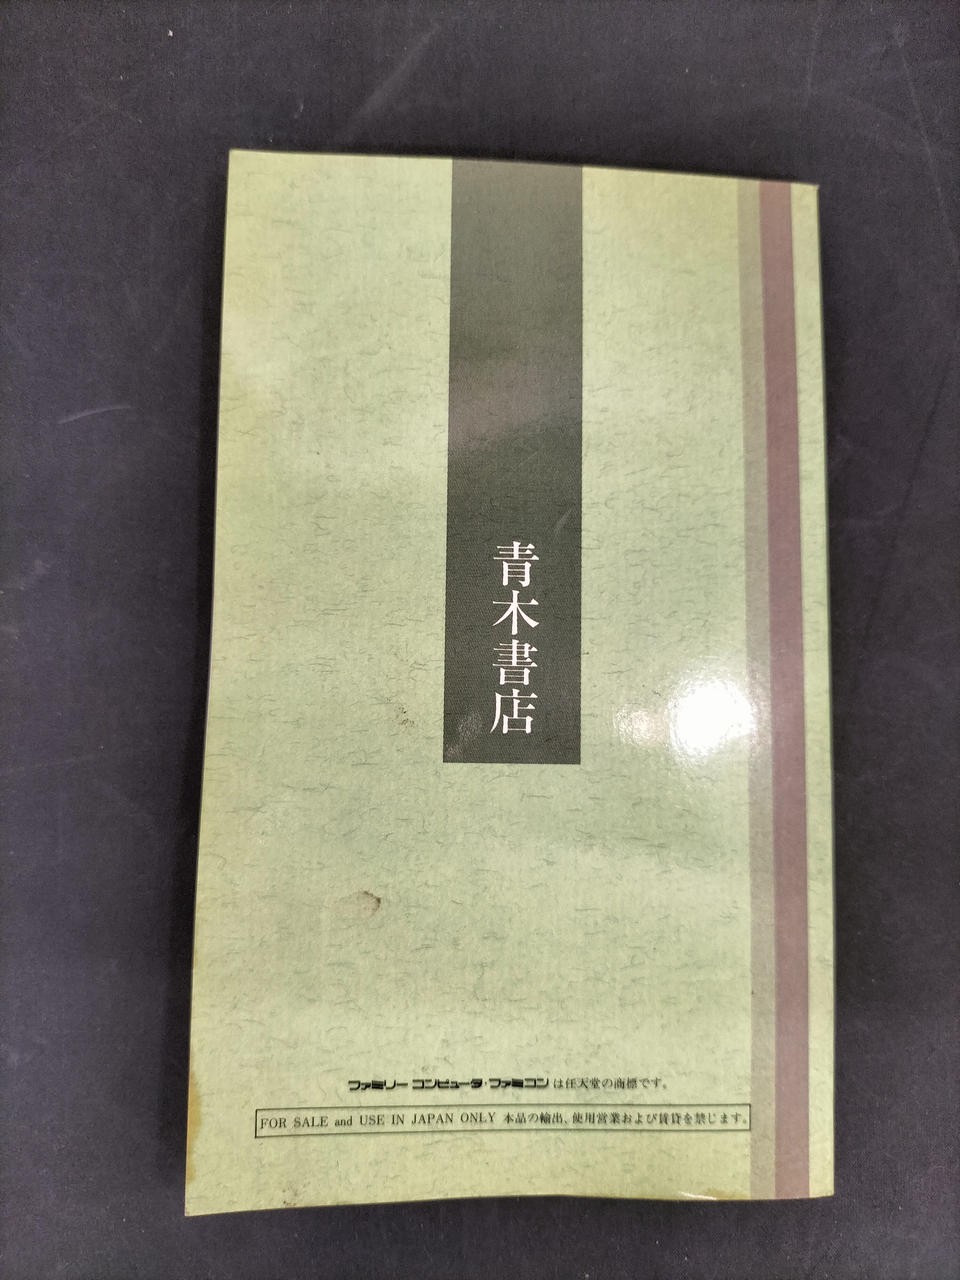 青木書店
ファミリー コンピュータ・ファミコン は任天堂の商標です。
FOR SALE and USE IN JAPAN ONLY 本品の輸出、使用営業および賃貸を禁じます。